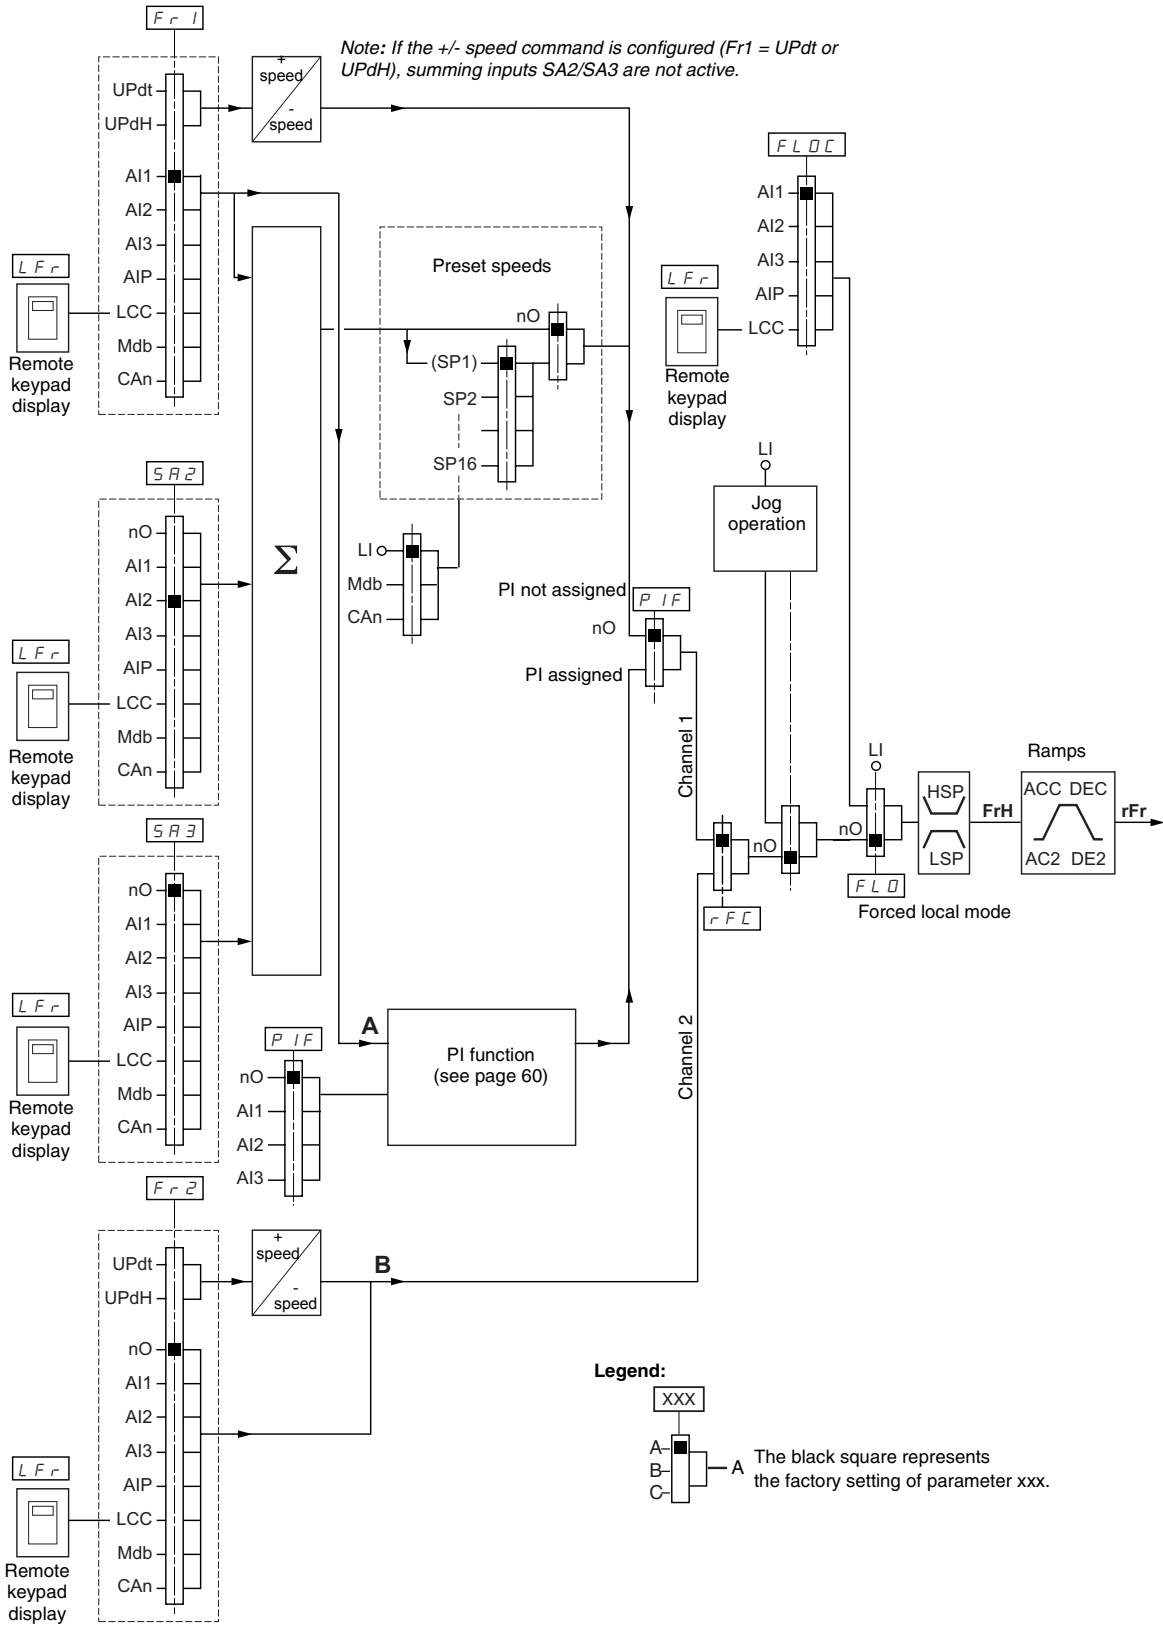 Fr1
Note: If the +/- speed command is configured (Fr1 = UPdt or
UPdH), summing inputs SA2/SA3 are not active.
UPdt
UPdH
+
speed
-
speed
AI1
AI2
AI3
AIP
LCC
Mdb
CAn
LFr
Remote
keypad
display
Preset speeds
nO
(SP1)
SP2
SP16
LI
Mdb
CAn
FLOC
AI1
AI2
AI3
AIP
LCC
LFr
Remote
keypad
display
SA2
nO
AI1
AI2
AI3
AIP
LCC
Mdb
CAn
LFr
Remote
keypad
display
Σ
LI
Jog
operation
PI not assigned
PIF
nO
PI assigned
Channel 1
rFC
nO
nO
LI
FLO
Forced local mode
HSP
LSP
FrH
Ramps
ACC DEC
AC2 DE2
rFr
SA3
nO
AI1
AI2
AI3
AIP
LCC
Mdb
CAn
LFr
Remote
keypad
display
A
PIF
nO
AI1
AI2
AI3
PI function
(see page 60)
Channel 2
Fr2
UPdt
UPdH
+
speed
-
speed
B
nO
AI1
AI2
AI3
AIP
LCC
Mdb
CAn
LFr
Remote
keypad
display
Legend:
XXX
A
B
C
A
The black square represents
the factory setting of parameter xxx.